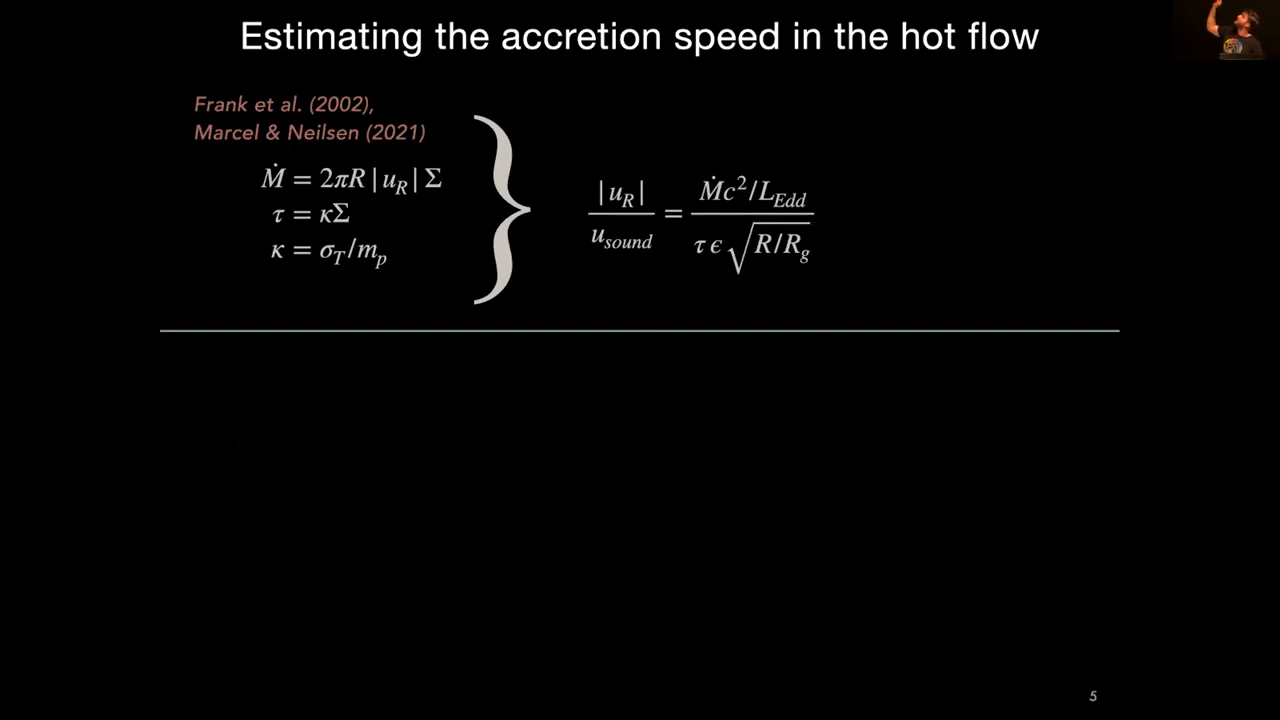 Estimating the accretion speed in the hot flow
Frank et al. (2002),
Marcel & Neilsen (2021)
Ṁ = 2πR|u_R|Σ
τ = κΣ
κ = σ_T/m_p
|u_R| / u_sound = Ṁc²/L_Edd / τ ϵ √R/R_g
5